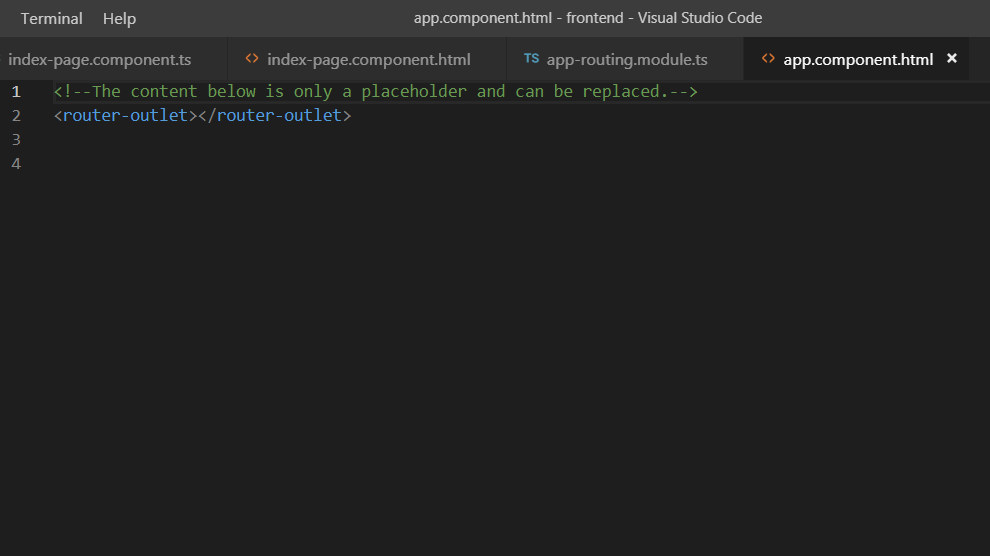 Terminal Help app.component.html - frontend - Visual Studio Code
index-page.component.ts <> index-page.component.html TS app-routing.module.ts <> app.component.html ×
1 <!--The content below is only a placeholder and can be replaced.-->
2 <router-outlet></router-outlet>
3
4